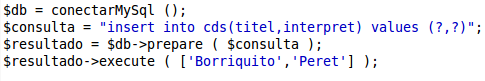 $db = conectarMySql ();
$consulta = "insert into cds(titel,interpret) values (?,?)";
$resultado = $db->prepare ( $consulta );
$resultado->execute ( ['Borriquito','Peret'] );